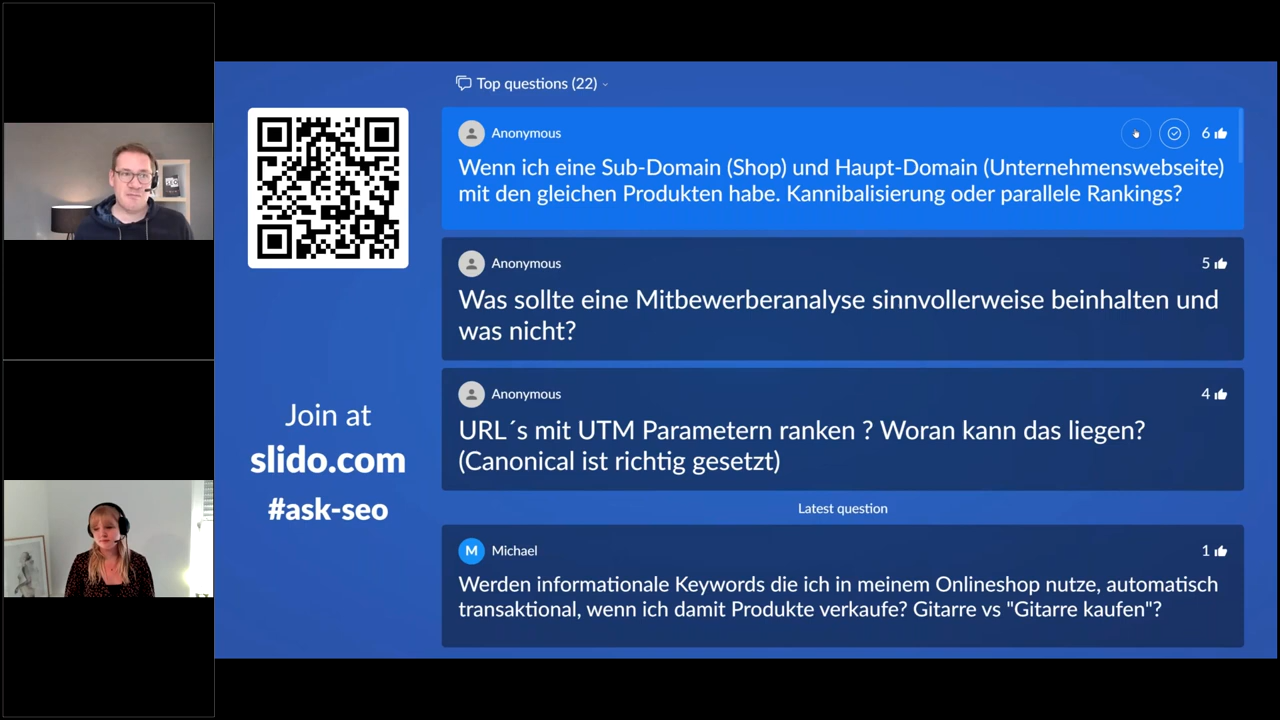 Top questions (22)
Anonymous
6
Wenn ich eine Sub-Domain (Shop) und Haupt-Domain (Unternehmenswebseite)
mit den gleichen Produkten habe. Kannibalisierung oder parallele Rankings?
Anonymous
5
Was sollte eine Mitbewerberanalyse sinnvollerweise beinhalten und
was nicht?
Anonymous
4
URL´s mit UTM Parametern ranken ? Woran kann das liegen?
(Canonical ist richtig gesetzt)
Join at
slido.com
#ask-seo
Latest question
M Michael
1
Werden informationale Keywords die ich in meinem Onlineshop nutze, automatisch
transaktional, wenn ich damit Produkte verkaufe? Gitarre vs "Gitarre kaufen"?